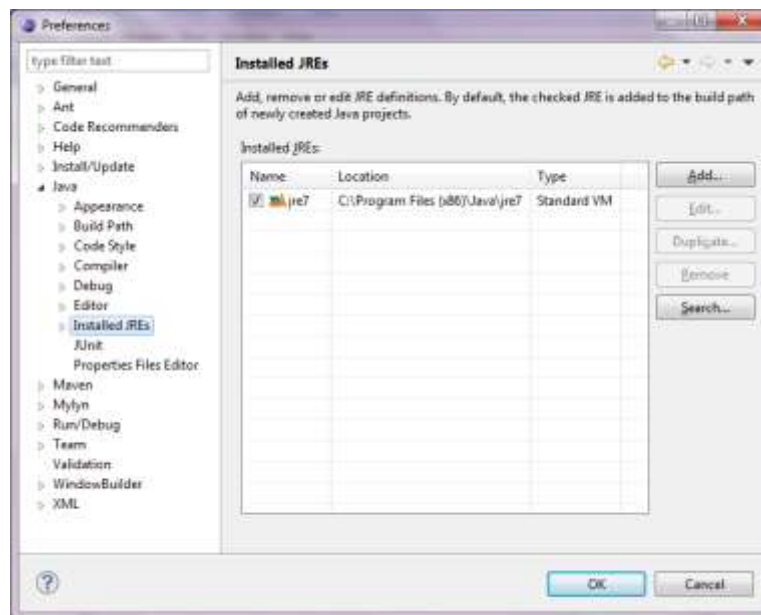 Preferences
type filter text
General
Ant
Code Recommenders
Help
Install/Update
Java
Appearance
Build Path
Code Style
Compiler
Debug
Editor
Installed JREs
JUnit
Properties Files Editor
Maven
Mylyn
Run/Debug
Team
Validation
WindowBuilder
XML
Installed JREs
Add, remove or edit JRE definitions. By default, the checked JRE is added to the build path
of newly created Java projects.
Installed JREs:
Name Location Type
jre7 C:\Program Files (x86)\Java\jre7 Standard VM
Add...
Edit...
Duplicate...
Remove
Search...
OK Cancel